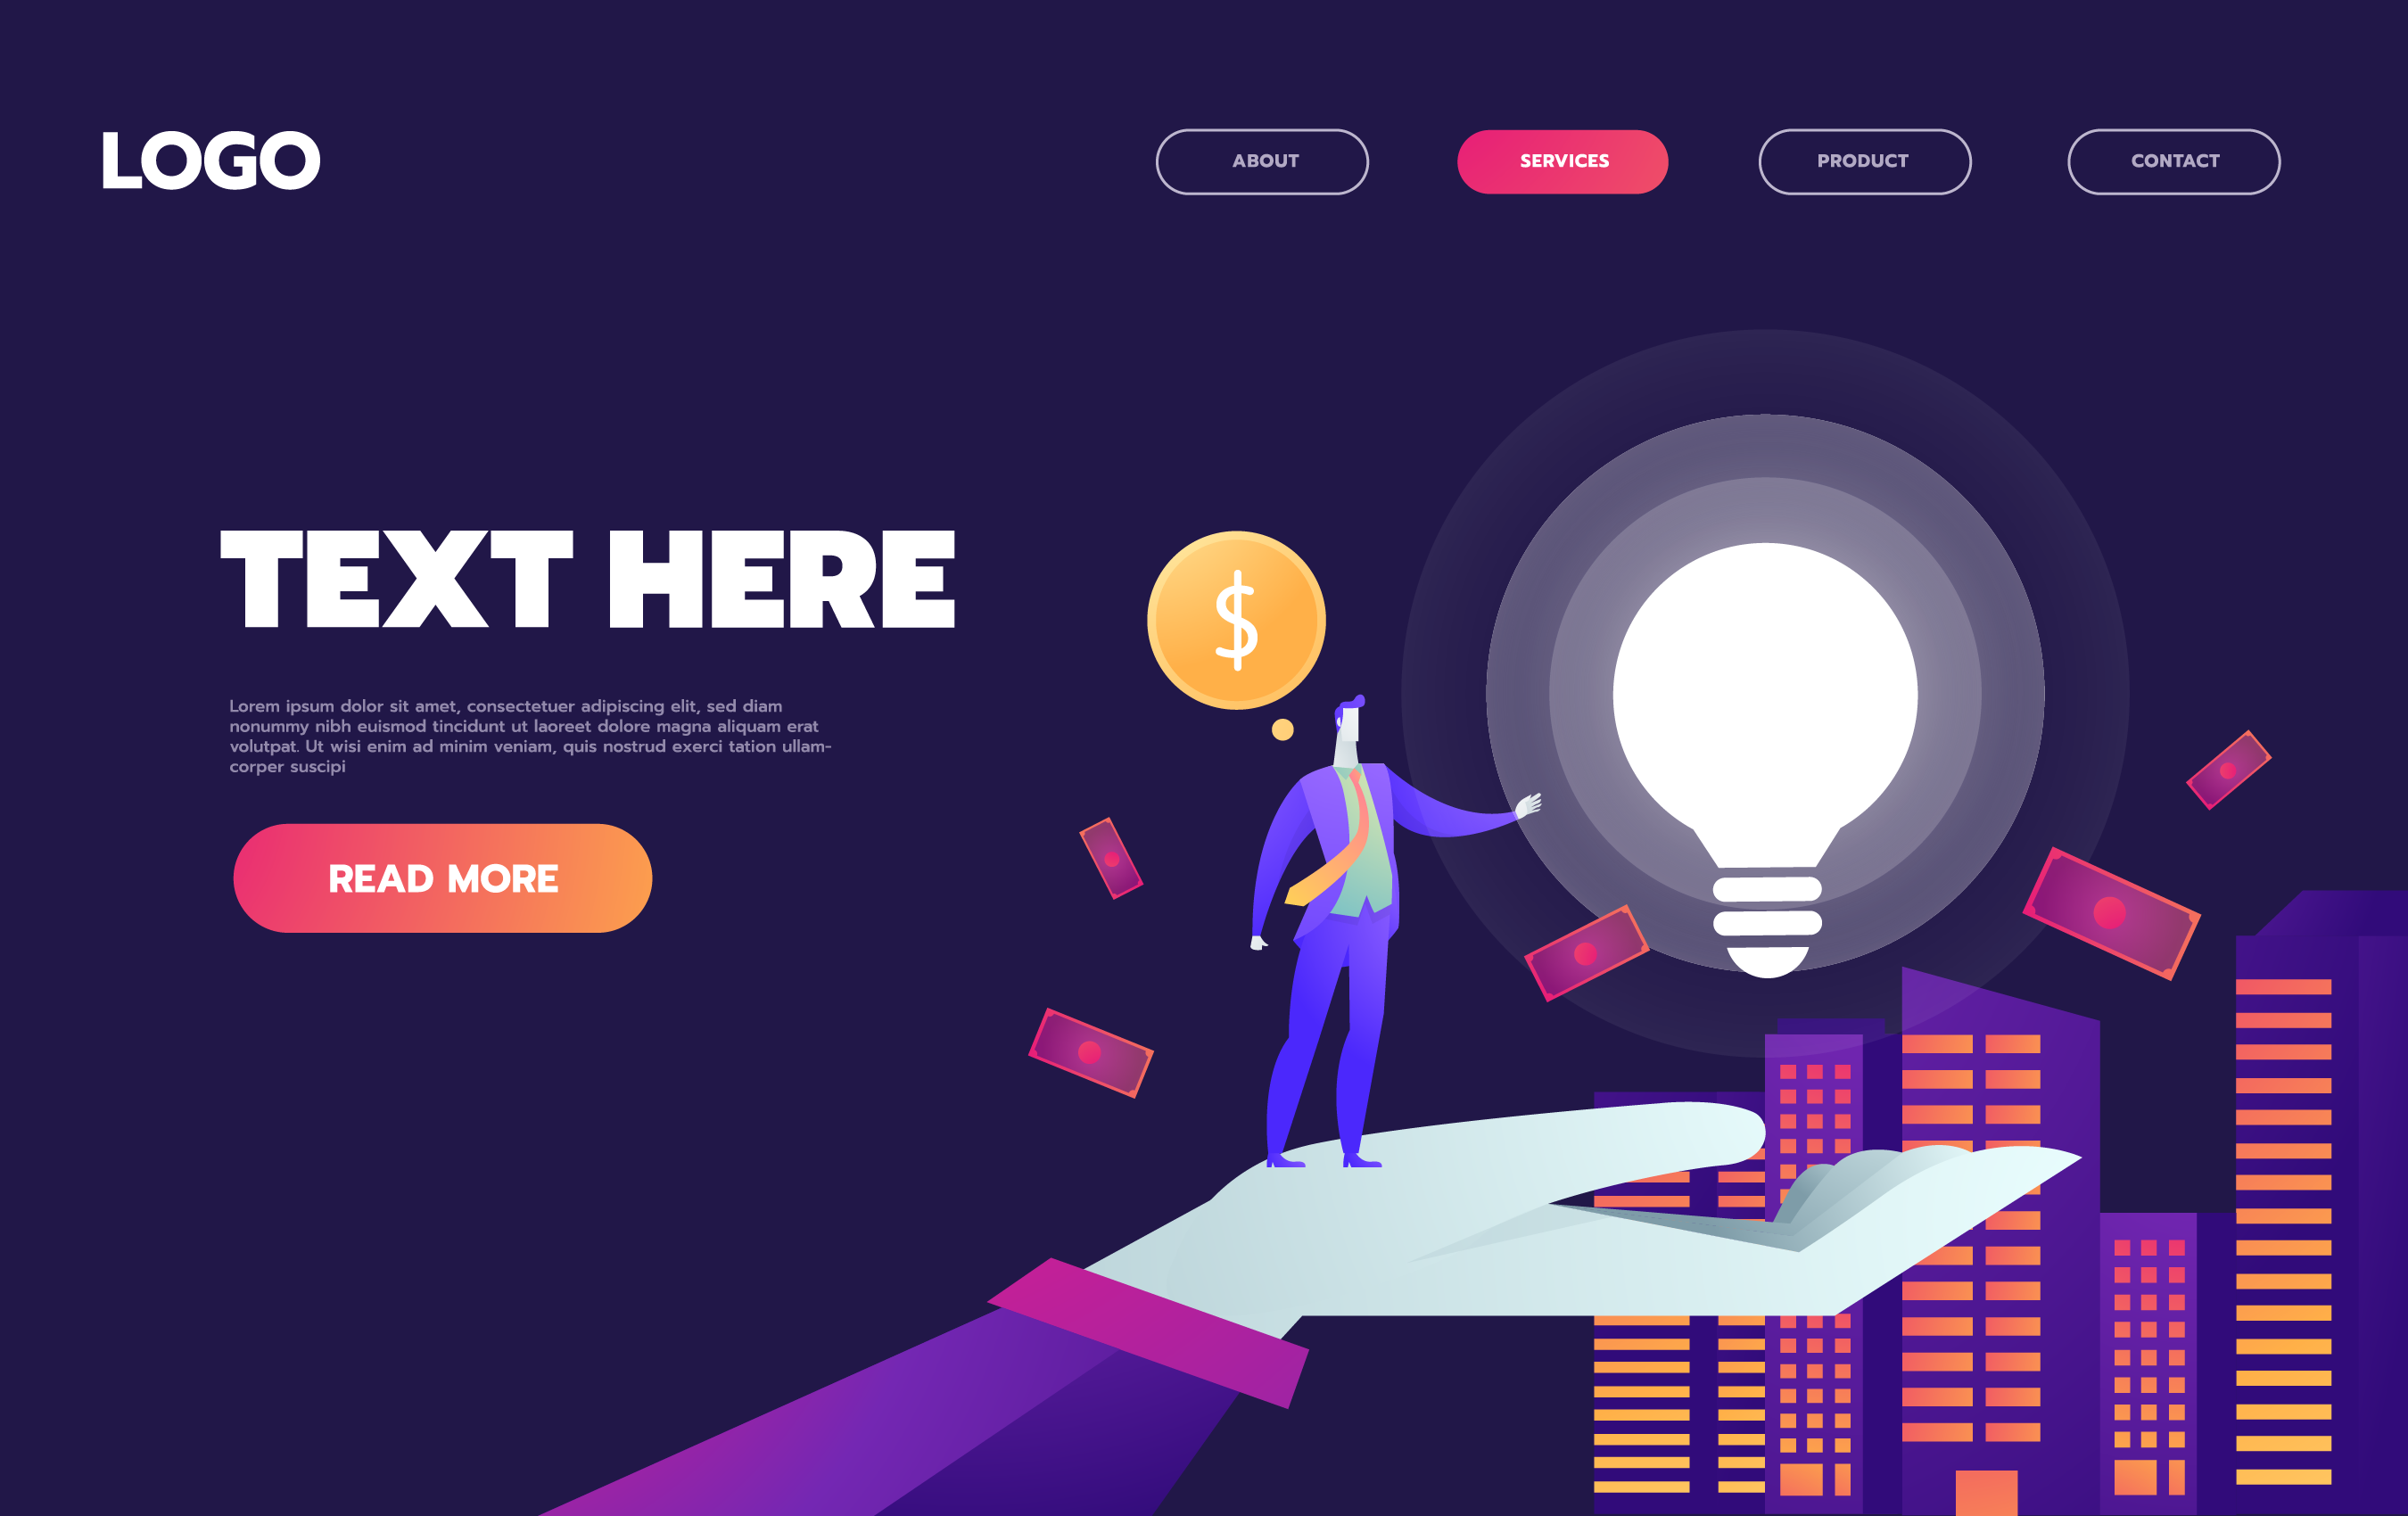 LOGO
ABOUT
SERVICES
PRODUCT
CONTACT
TEXT HERE
$
Lorem ipsum dolor sit amet, consectetuer adipiscing elit, sed diam
nonummy nibh euismod tincidunt ut laoreet dolore magna aliquam erat
volutpat. Ut wisi enim ad minim veniam, quis nostrud exerci tation ullam-
corper suscipi
READ MORE